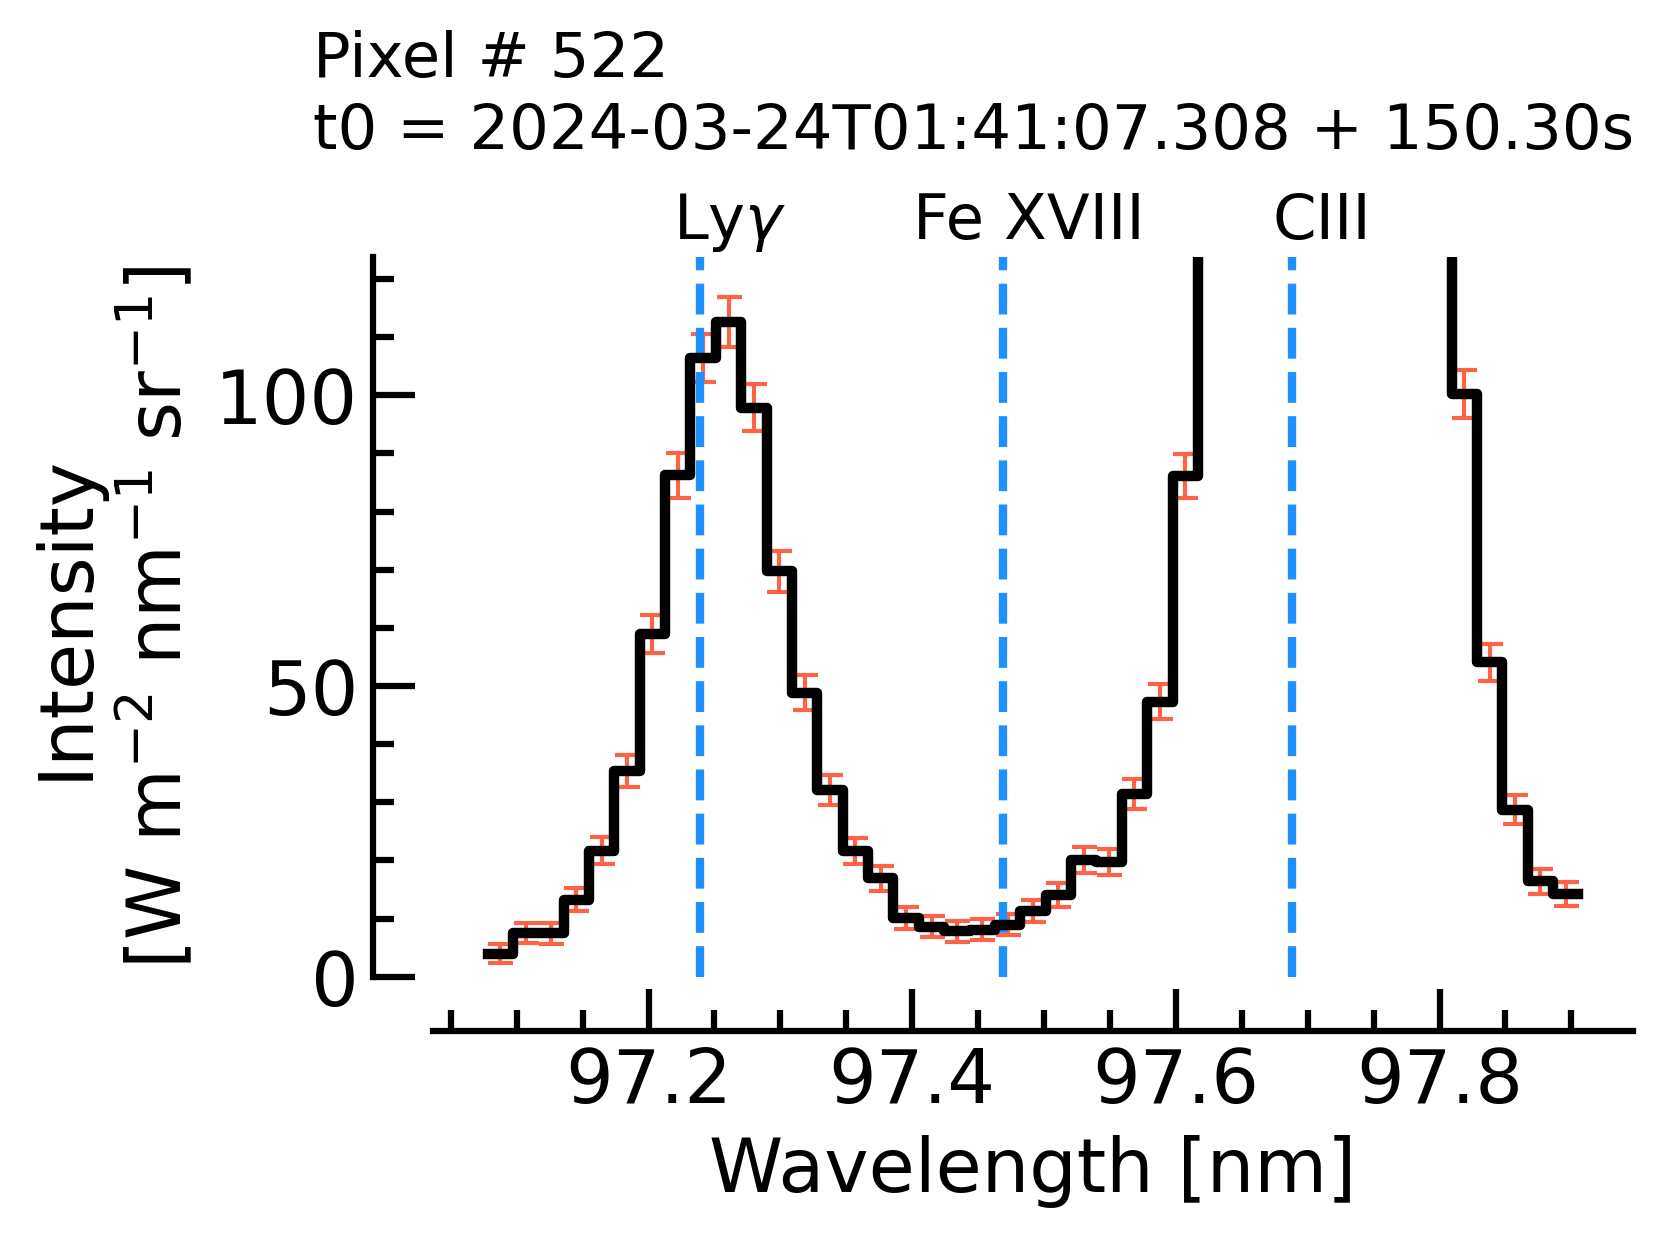 Pixel # 522
t0 = 2024-03-24T01:41:07.308 + 150.30s
Lyγ Fe XVIII CIII
Intensity
[W m⁻² nm⁻¹ sr⁻¹]
100
50
0
97.2 97.4 97.6 97.8
Wavelength [nm]